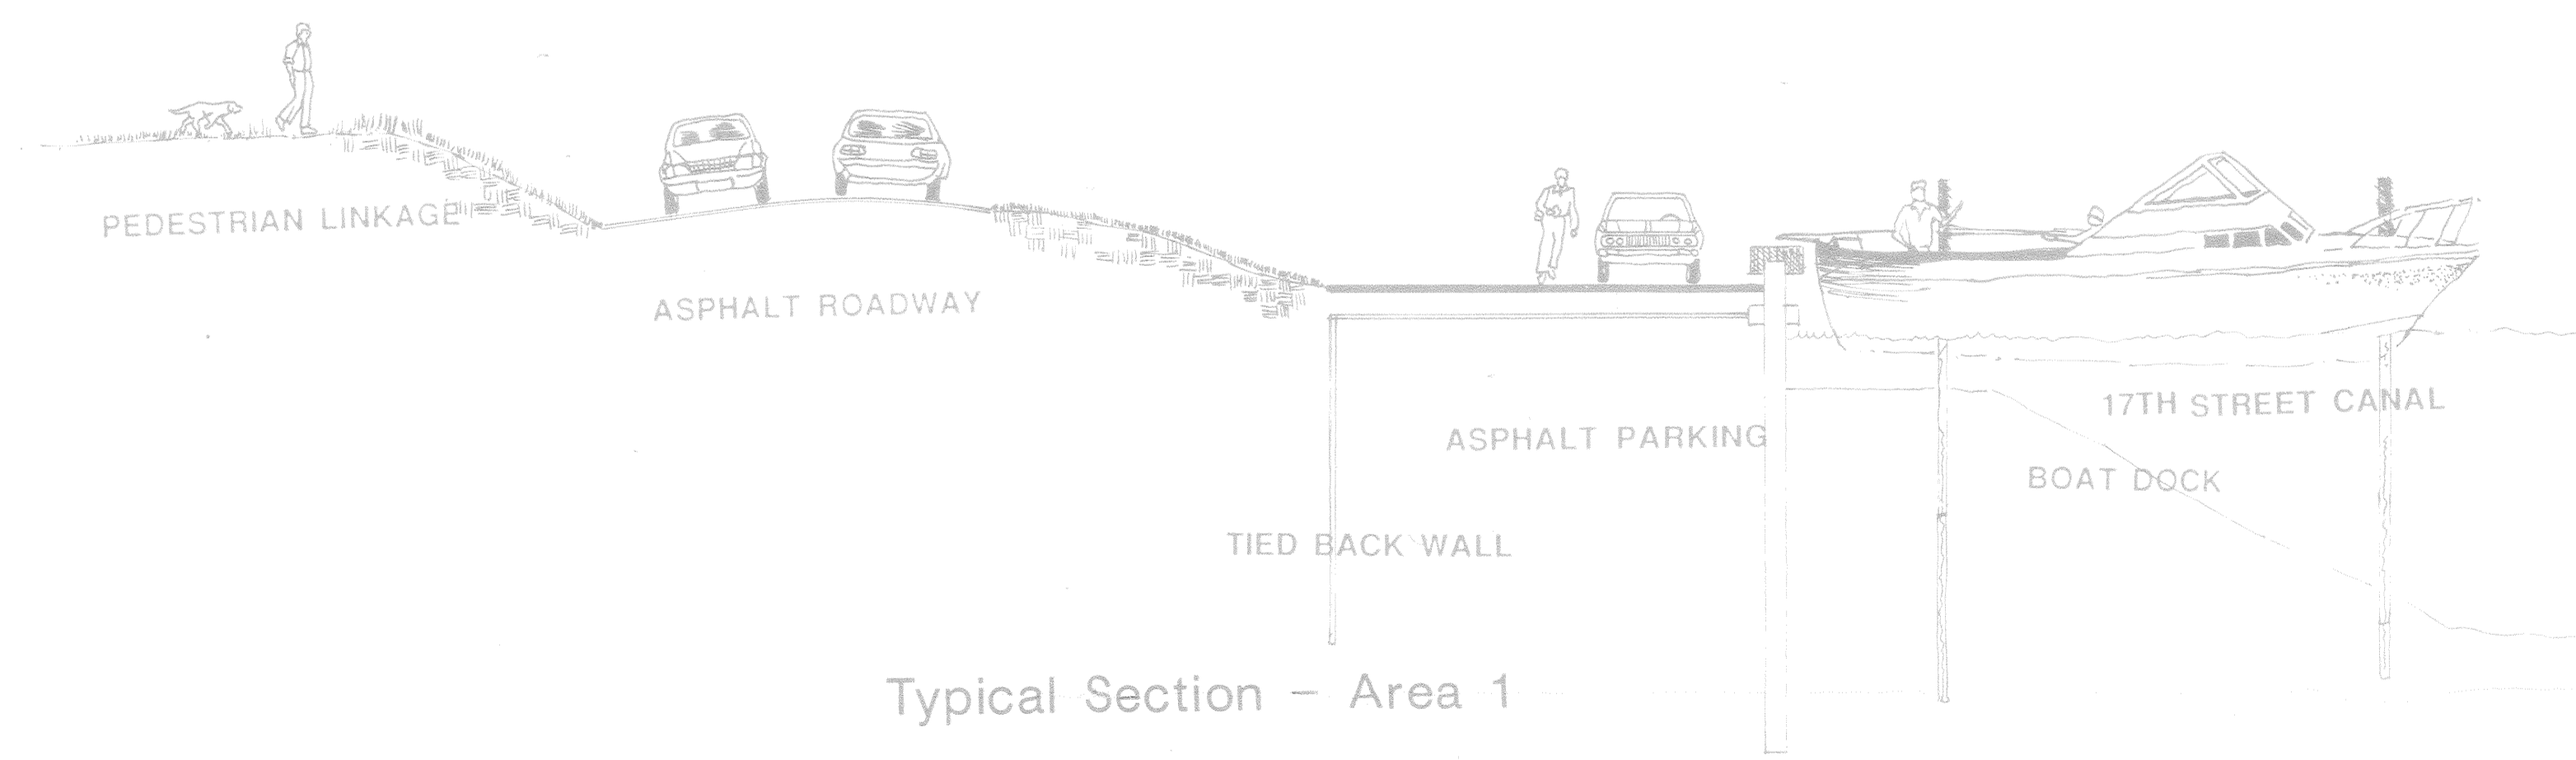 PEDESTRIAN LINKAGE
ASPHALT ROADWAY
17TH STREET CANAL
ASPHALT PARKING
BOAT DOCK
TIED BACK WALL
Typical Section - Area 1